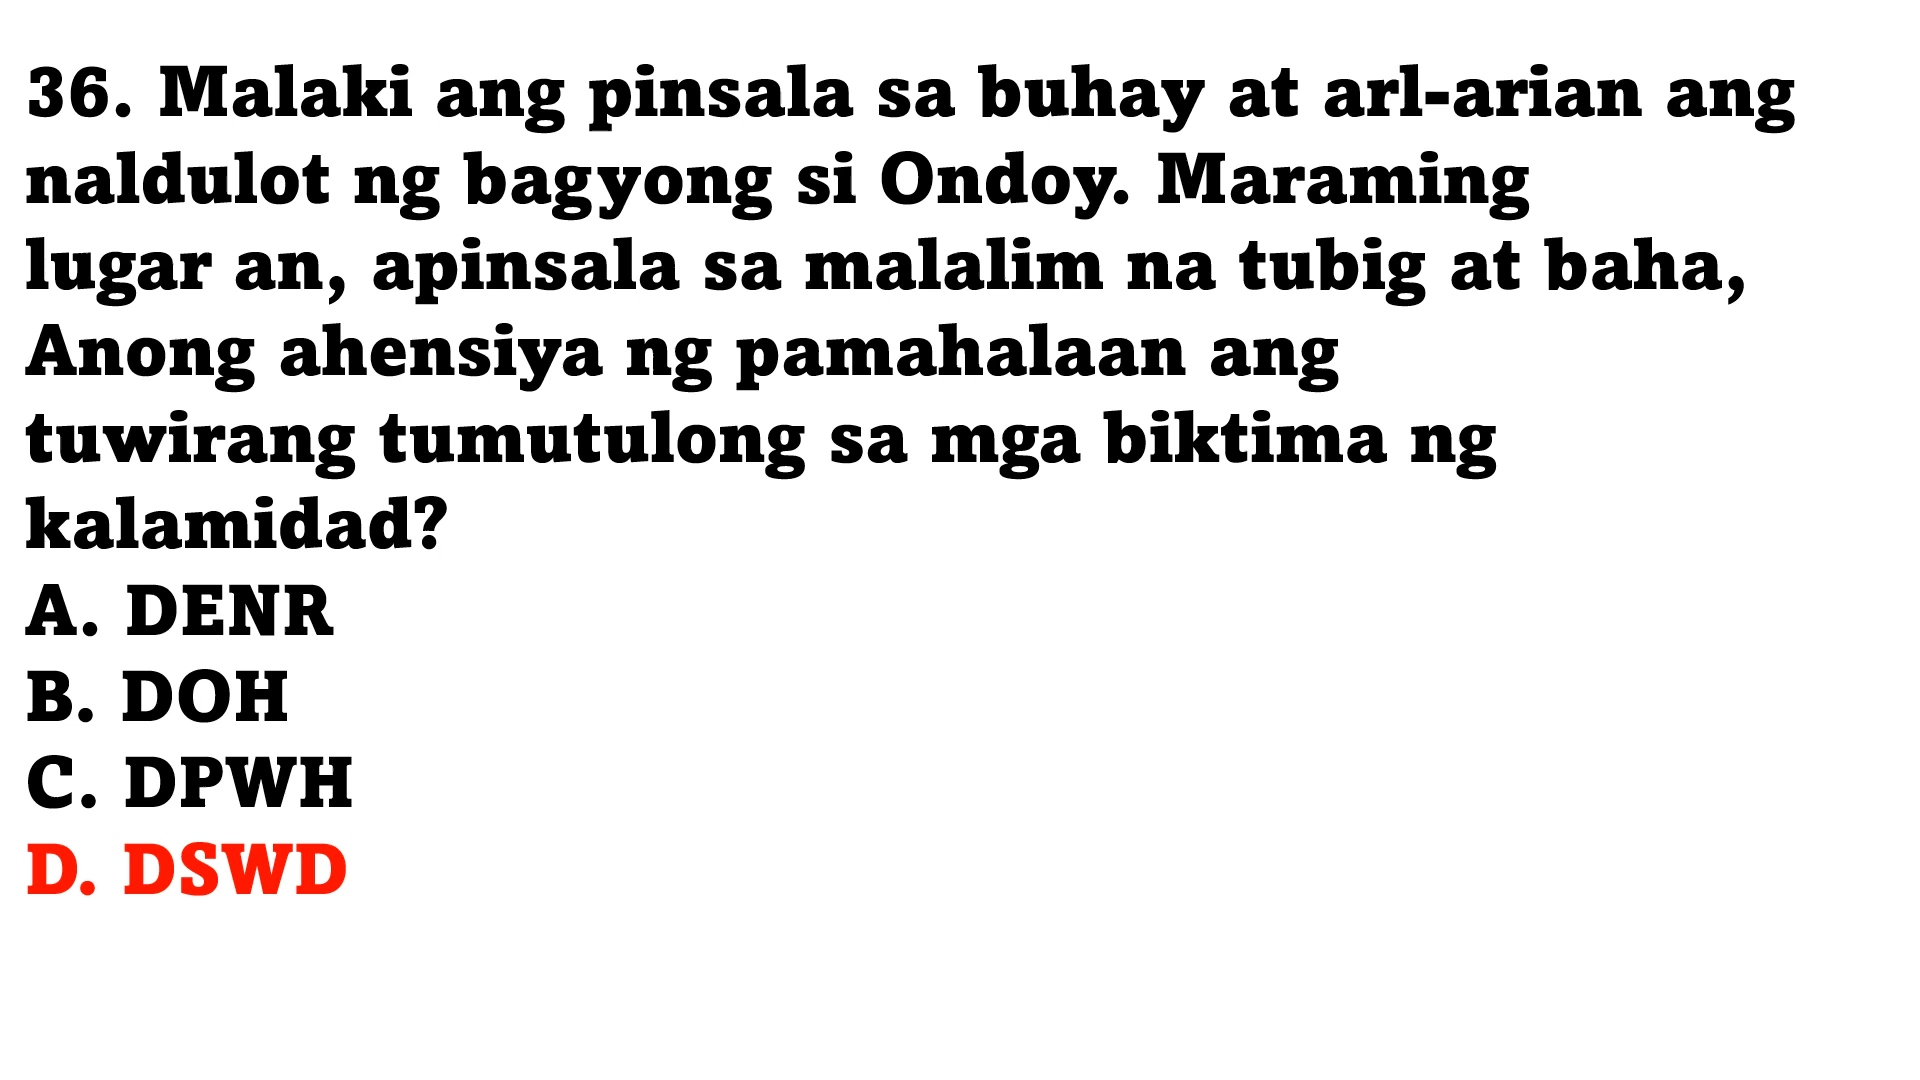 36. Malaki ang pinsala sa buhay at arl-arian ang
naldulot ng bagyong si Ondoy. Maraming
lugar an, apinsala sa malalim na tubig at baha,
Anong ahensiya ng pamahalaan ang
tuwirang tumutulong sa mga biktima ng
kalamidad?
A. DENR
B. DOH
C. DPWH
D. DSWD